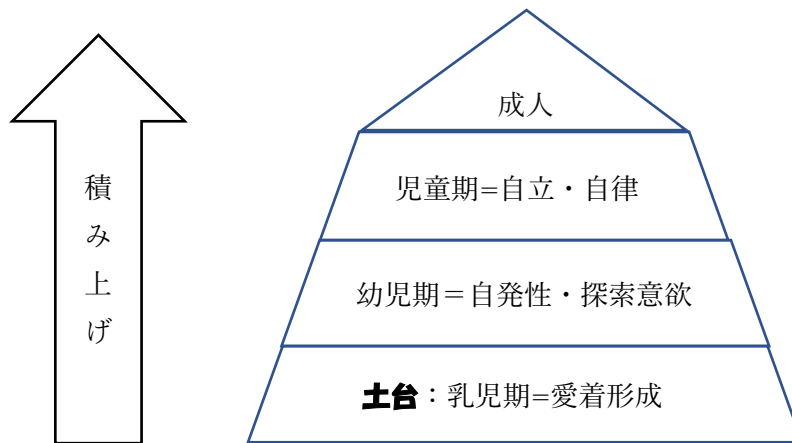 積み上げ
成人
児童期=自立・自律
幼児期＝自発性・探索意欲
土台：乳児期=愛着形成